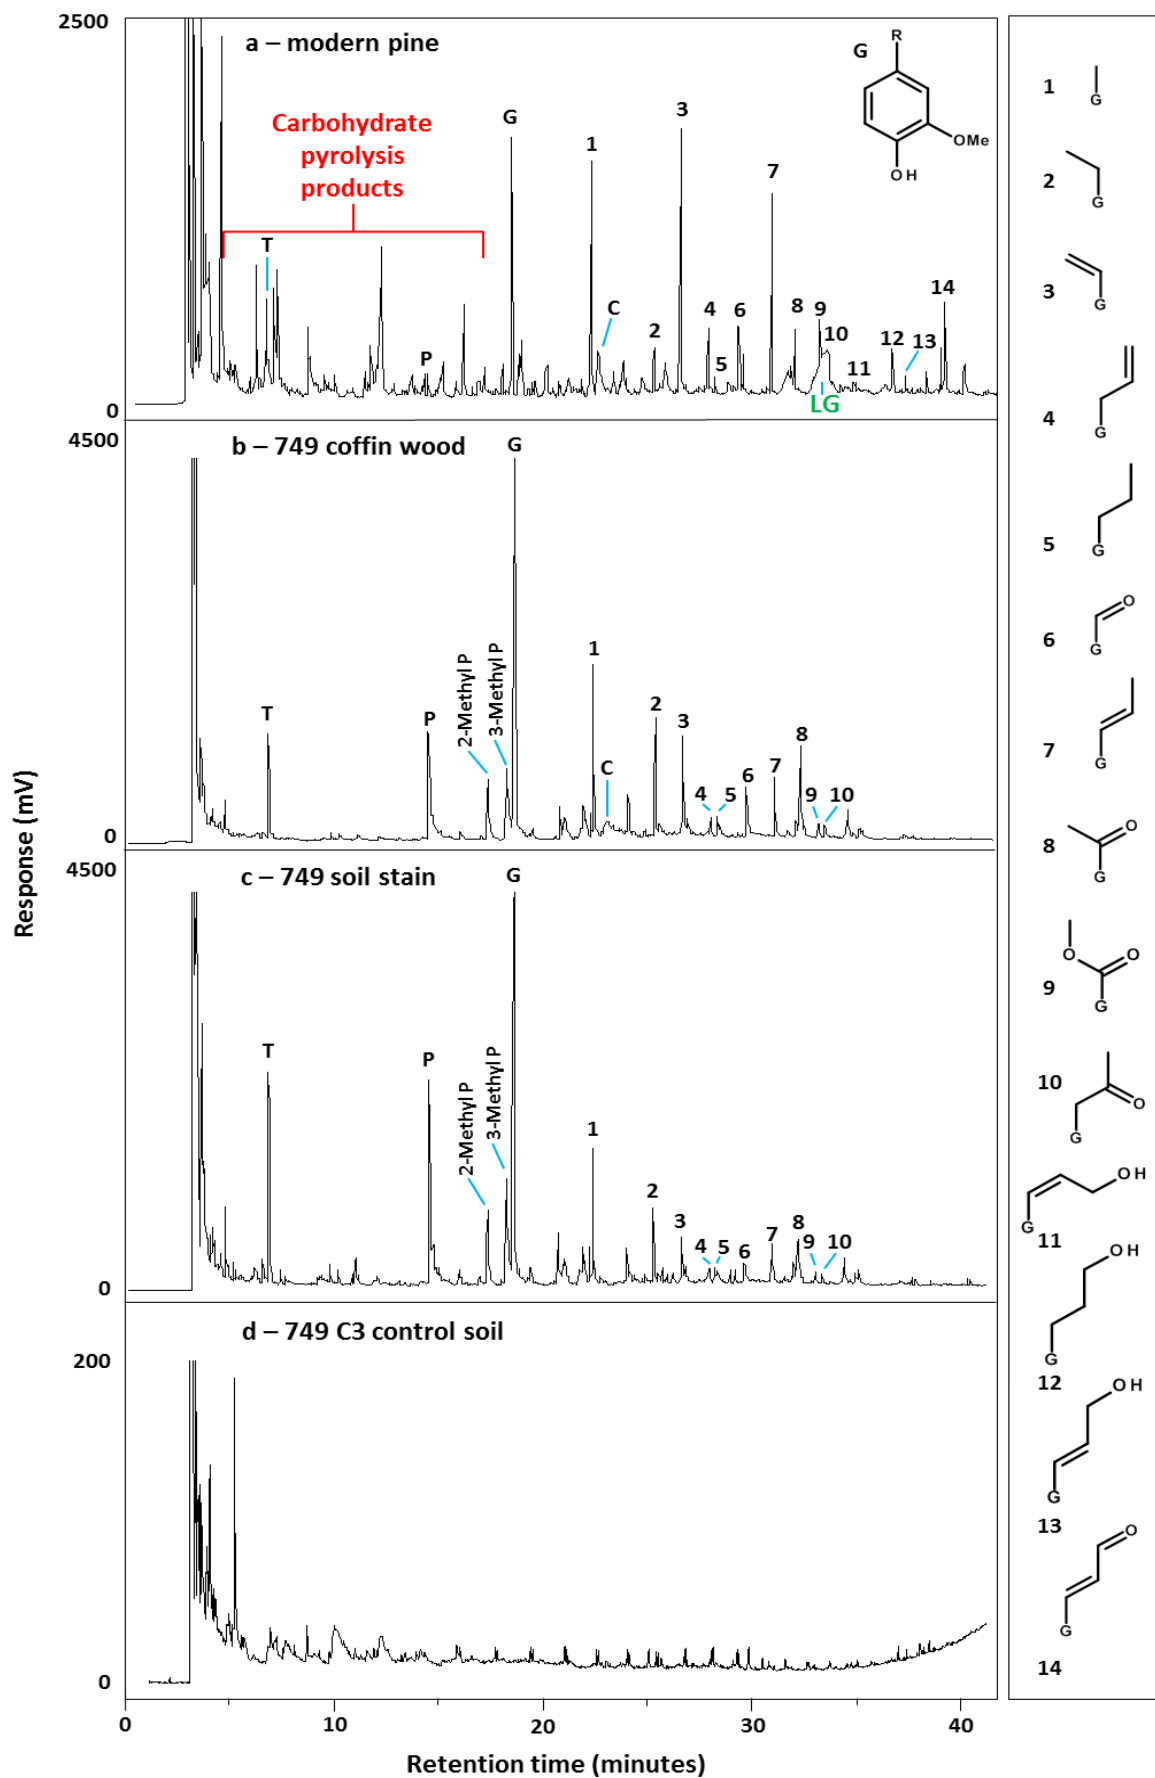 Response (mV)
2500
0
a – modern pine
Carbohydrate
pyrolysis
products
T
P
G
1
C
2
3
4
5
6
7
8
9
10
LG
11
12
13
14
G
R
OMe
OH
4500
0
b – 749 coffin wood
T
P
2-Methyl P
3-Methyl P
G
1
C
2
3
4
5
6
7
8
9
10
4500
0
c – 749 soil stain
T
P
2-Methyl P
3-Methyl P
G
1
2
3
4
5
6
7
8
9
10
200
0
d – 749 C3 control soil
0
10
20
30
40
Retention time (minutes)
1
G
2
G
3
G
4
G
5
G
6
O
G
7
G
8
O
G
9
O
O
G
10
O
G
OH
G
11
OH
G
12
OH
G
13
O
G
14